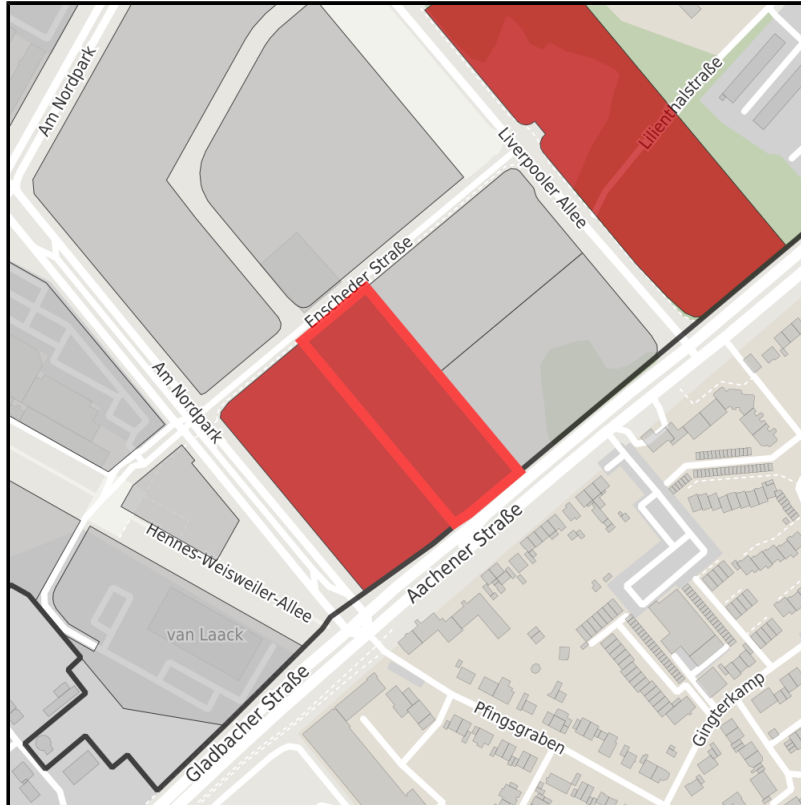 Am Nordpark
Lilienthalstraße
Liverpooler Allee
Enscheder Straße
Am Nordpark
Aachener Straße
Hennes-Weisweiler-Allee
van Laack
Gladbacher Straße
Pfingsgraben
Gingterkamp